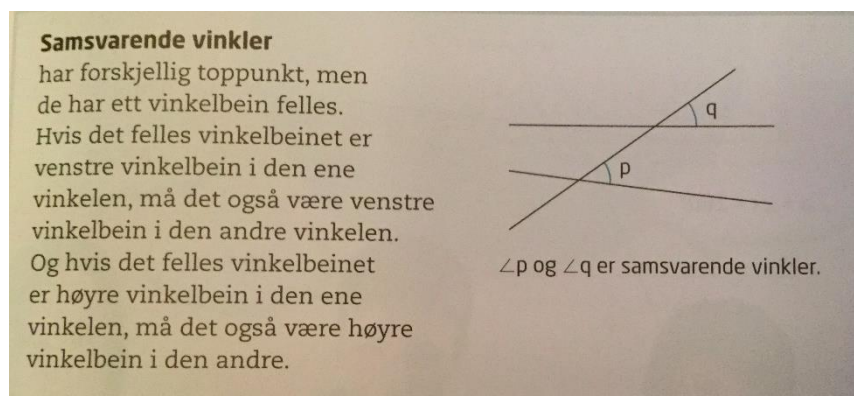 Samsvarende vinkler
har forskjellig toppunkt, men
de har ett vinkelbein felles.
Hvis det felles vinkelbeinet er
venstre vinkelbein i den ene
vinkelen, må det også være venstre
vinkelbein i den andre vinkelen.
Og hvis det felles vinkelbeinet
er høyre vinkelbein i den ene
vinkelen, må det også være høyre
vinkelbein i den andre.
q
p
∠p og ∠q er samsvarende vinkler.